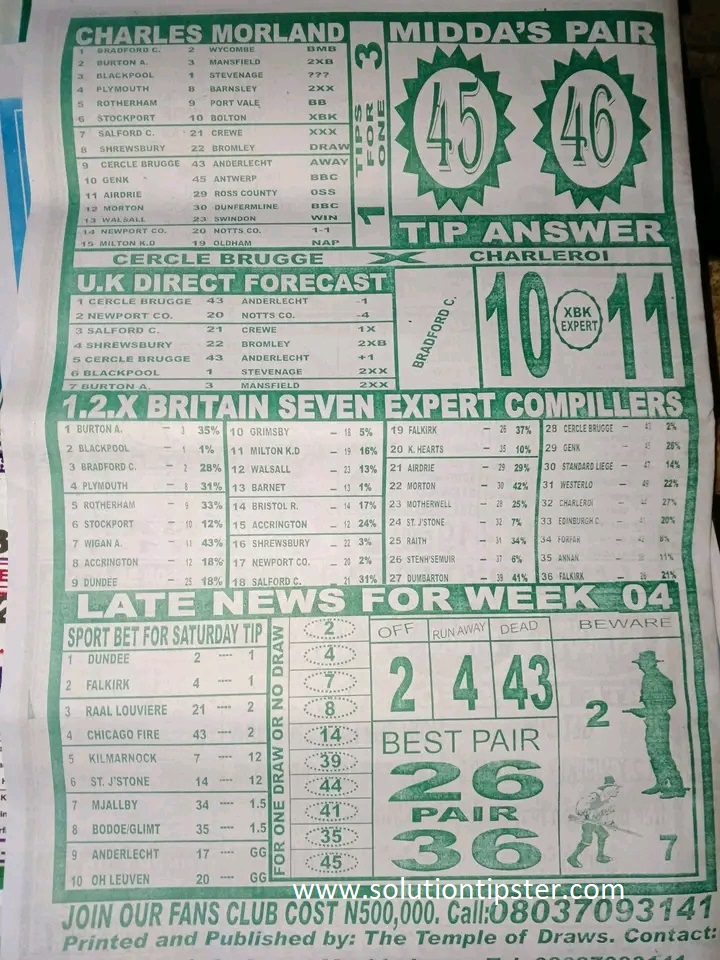 CHARLES MORLAND
1 BRADFORD C. 2 WYCOMBE BMB
2 BURTON A. 3 MANSFIELD 2XB
3 BLACKPOOL 1 STEVENAGE ???
4 PLYMOUTH 8 BARNSLEY 2XX
5 ROTHERHAM 9 PORT VALE BB
6 STOCKPORT 10 BOLTON XBK
7 SALFORD C. 21 CREWE XXX
8 SHREWSBURY 22 BROMLEY DRAW
9 CERCLE BRUGGE 43 ANDERLECHT AWAY
10 GENK 45 ANTWERP BBC
11 AIRDRIE 29 ROSS COUNTY OSS
12 MORTON 30 DUNFERMLINE BBC
13 WALSALL 23 SWINDON WIN
14 NEWPORT CO. 20 NOTTS CO. 1-1
15 MILTON K.D 19 OLDHAM NAP
1 TIPS FOR ONE 3
MIDDA'S PAIR
45 46
TIP ANSWER
CERCLE BRUGGE X CHARLEROI
U.K DIRECT FORECAST
1 CERCLE BRUGGE 43 ANDERLECHT -1
2 NEWPORT CO. 20 NOTTS CO. -4
3 SALFORD C. 21 CREWE 1X
4 SHREWSBURY 22 BROMLEY 2XB
5 CERCLE BRUGGE 43 ANDERLECHT +1
6 BLACKPOOL 1 STEVENAGE 2XX
7 BURTON A. 3 MANSFIELD 2XX
BRADFORD C.
10 XBK EXPERT 11
1.2.X BRITAIN SEVEN EXPERT COMPILLERS
1 BURTON A. – 3 35%
2 BLACKPOOL – 1 1%
3 BRADFORD C. – 2 28%
4 PLYMOUTH – 8 31%
5 ROTHERHAM – 9 33%
6 STOCKPORT – 10 12%
7 WIGAN A. – 11 43%
8 ACCRINGTON – 12 18%
9 DUNDEE – 25 18%
10 GRIMSBY – 18 5%
11 MILTON K.D – 19 16%
12 WALSALL – 23 13%
13 BARNET – 13 1%
14 BRISTOL R. – 14 17%
15 ACCRINGTON – 12 24%
16 SHREWSBURY – 22 3%
17 NEWPORT CO. – 20 2%
18 SALFORD C. – 21 31%
19 FALKIRK – 26 37%
20 K. HEARTS – 25 10%
21 AIRDRIE – 29 29%
22 MORTON – 30 42%
23 MOTHERWELL – 28 25%
24 ST. J'STONE – 32 7%
25 RAITH – 31 34%
26 STENH'SEMUIR – 37 6%
27 DUMBARTON – 39 41%
28 CERCLE BRUGGE – 43 2%
29 GENK – 45 26%
30 STANDARD LIEGE – 47 14%
31 WESTERLO – 49 22%
32 CHARLEROI – 27%
33 EDINBURGH C. – 41 20%
34 FORFAR – 8%
35 ANNAN – 11%
36 FALKIRK – 26 21%
LATE NEWS FOR WEEK 04
SPORT BET FOR SATURDAY TIP
1 DUNDEE 2 ---- 1
2 FALKIRK 4 ---- 1
3 RAAL LOUVIERE 21 ---- 2
4 CHICAGO FIRE 43 ---- 2
5 KILMARNOCK 7 ---- 12
6 ST. J'STONE 14 ---- 12
7 MJALLBY 34 ---- 1.5
8 BODOE/GLIMT 35 ---- 1.5
9 ANDERLECHT 17 ---- GG
10 OH LEUVEN 20 ---- GG
FOR ONE DRAW OR NO DRAW
2
4
7
8
14
39
44
41
35
45
OFF RUN AWAY DEAD
2 4 43
BEST PAIR
26
PAIR
36
BEWARE
2
7
www.solutiontipster.com
JOIN OUR FANS CLUB COST N500,000. Call:08037093141
Printed and Published by: The Temple of Draws. Contact: